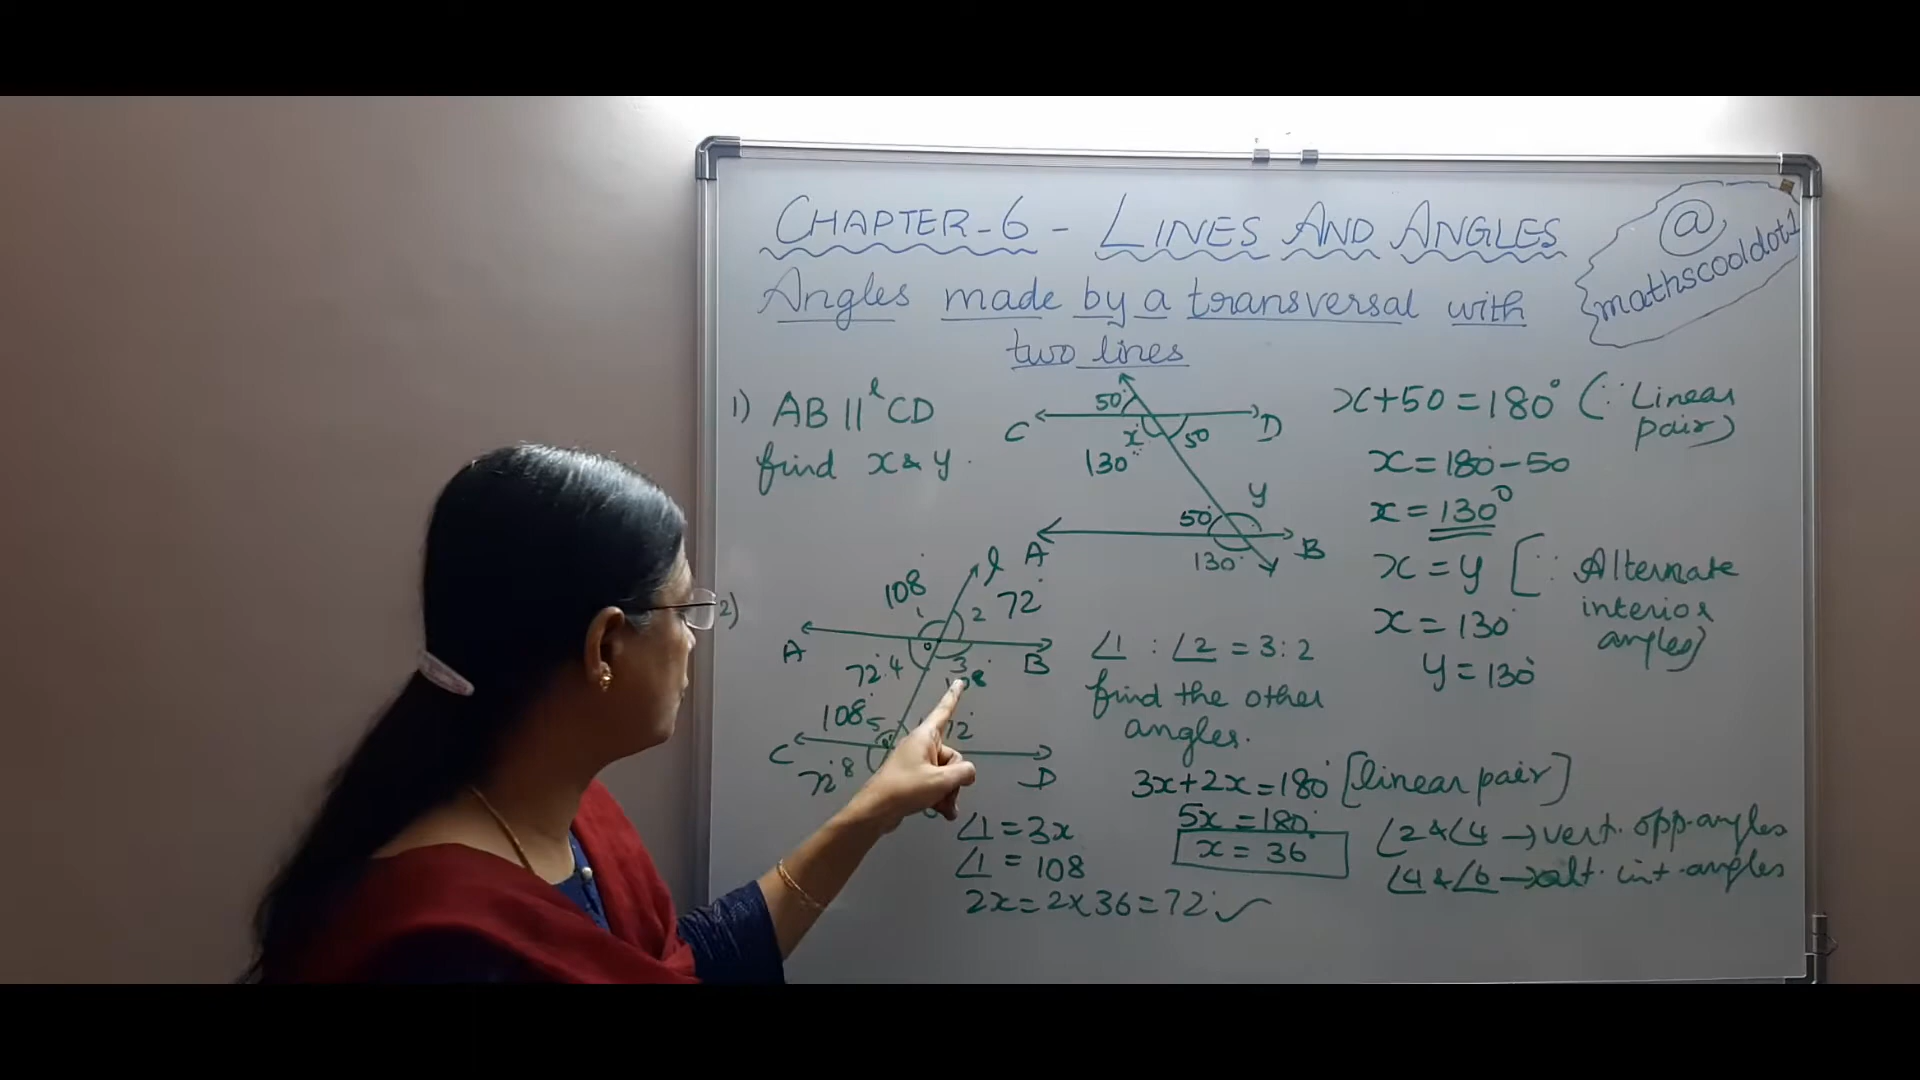 CHAPTER-6 - LINES AND ANGLES
@mathscooldot1
Angles made by a transversal with
two lines
1) AB ||ˡ CD
find x & y.
50°
C
x
50
D
130°
y
50°
A
130°
B
x+50=180° (∵ Linear
pair)
x=180-50
x=130°
x=y [∵ Alternate
interior
angles)
x=130°
y=130°
2)
l
108°
1
2
72°
A
B
72° 4
3
108°
108° 5
72°
C
72° 8
D
∠1 : ∠2 = 3:2
find the other
angles.
3x+2x=180° [linear pair]
5x=180°
x=36
∠1=3x
∠1=108
2x=2x36=72°
∠2&∠4→vert. opp. angles
∠4&∠6→alt. int. angles